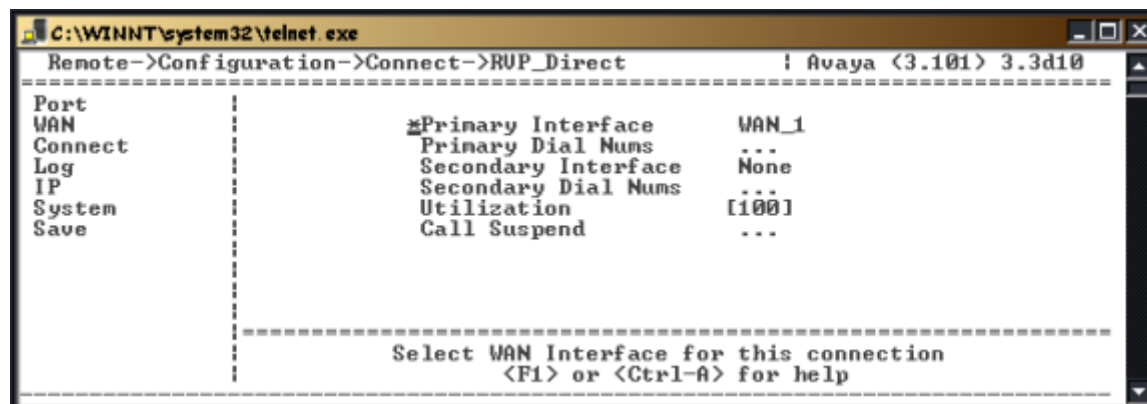 C:\WINNT\system32\telnet.exe
Remote->Configuration->Connect->RVP_Direct | Avaya (3.101) 3.3d10
Port
WAN
Connect
Log
IP
System
Save
*Primary Interface WAN_1
Primary Dial Nums ...
Secondary Interface None
Secondary Dial Nums ...
Utilization [100]
Call Suspend ...
Select WAN Interface for this connection
<F1> or <Ctrl-A> for help